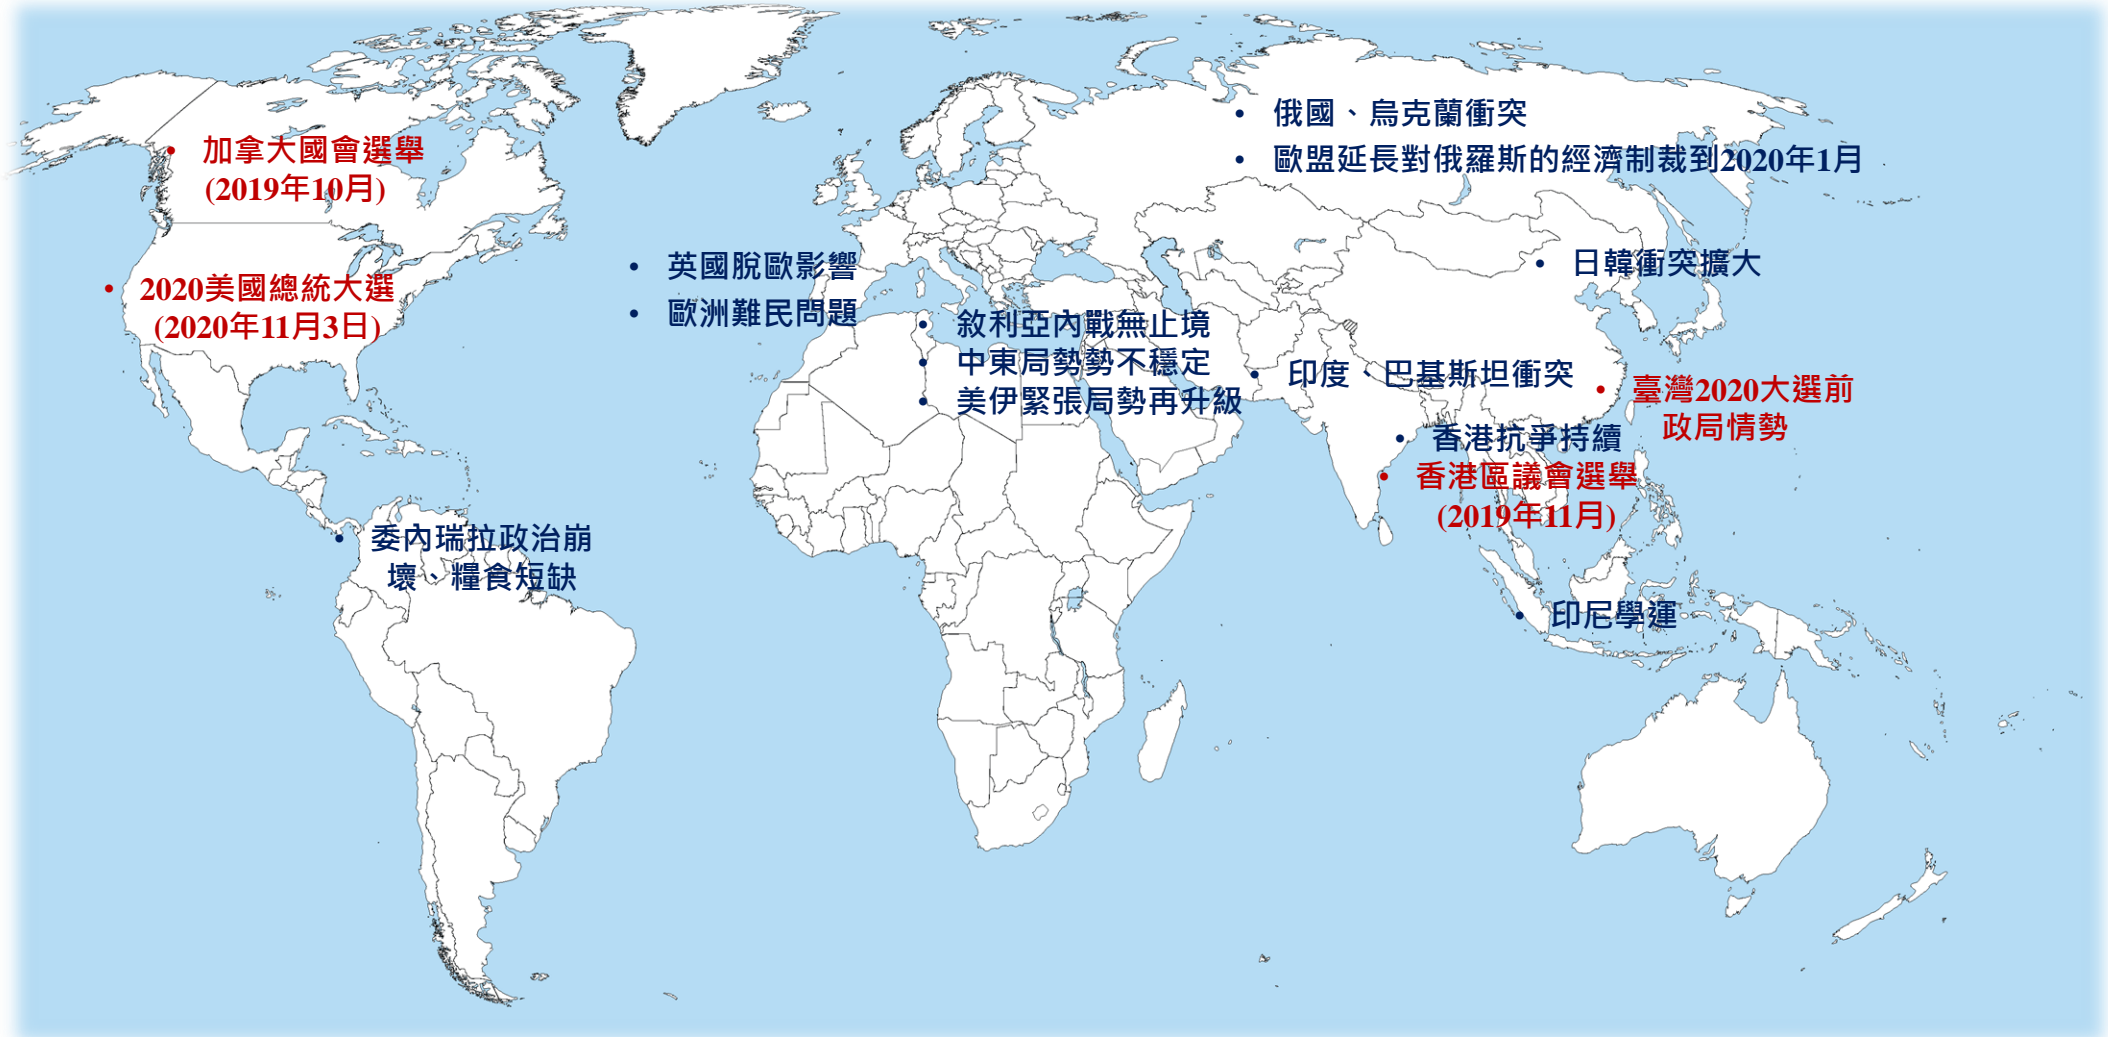 • 俄國、烏克蘭衝突
• 歐盟延長對俄羅斯的經濟制裁到2020年1月
• 加拿大國會選舉
(2019年10月)
• 2020美國總統大選
(2020年11月3日)
• 英國脫歐影響
• 歐洲難民問題
• 日韓衝突擴大
• 敘利亞內戰無止境
• 中東局勢勢不穩定
• 美伊緊張局勢再升級
• 印度、巴基斯坦衝突
• 臺灣2020大選前
政局情勢
• 香港抗爭持續
• 香港區議會選舉
(2019年11月)
• 委內瑞拉政治崩
壞、糧食短缺
• 印尼學運